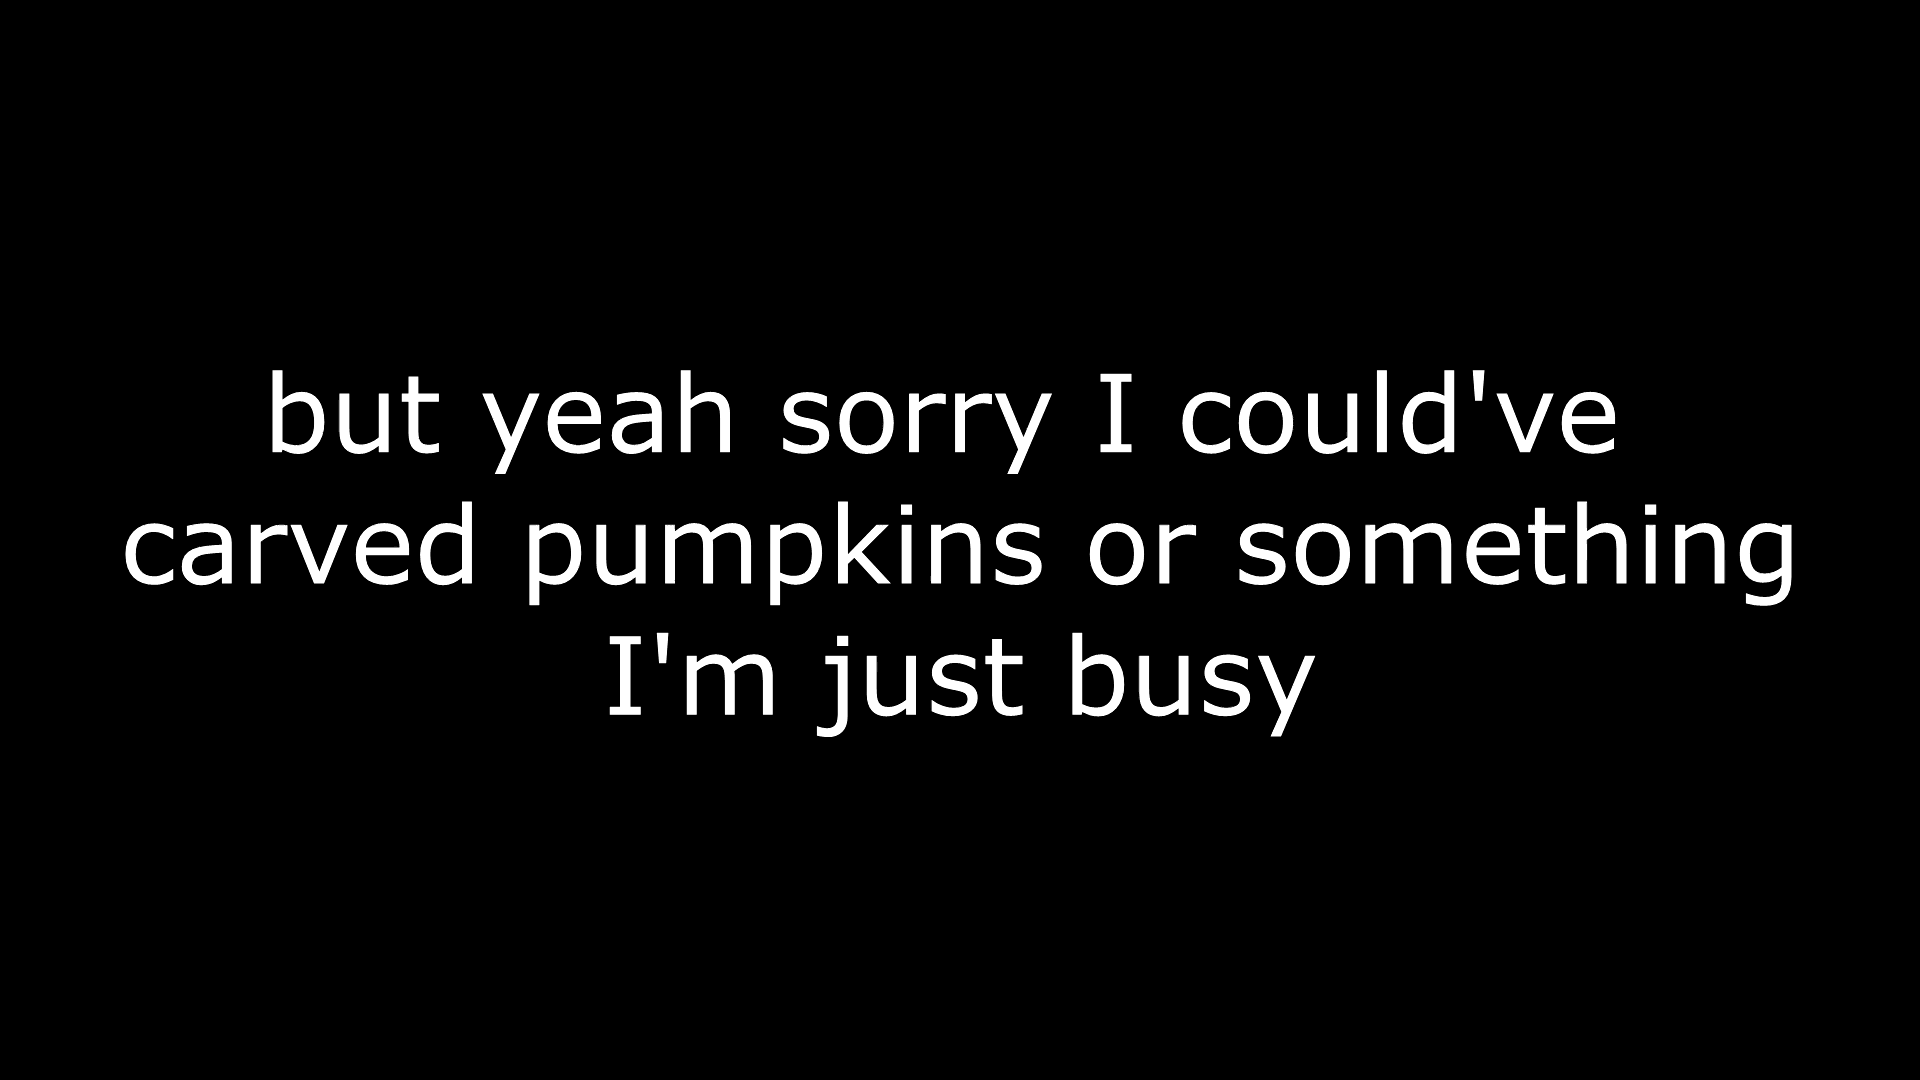 but yeah sorry I could've
carved pumpkins or something
I'm just busy